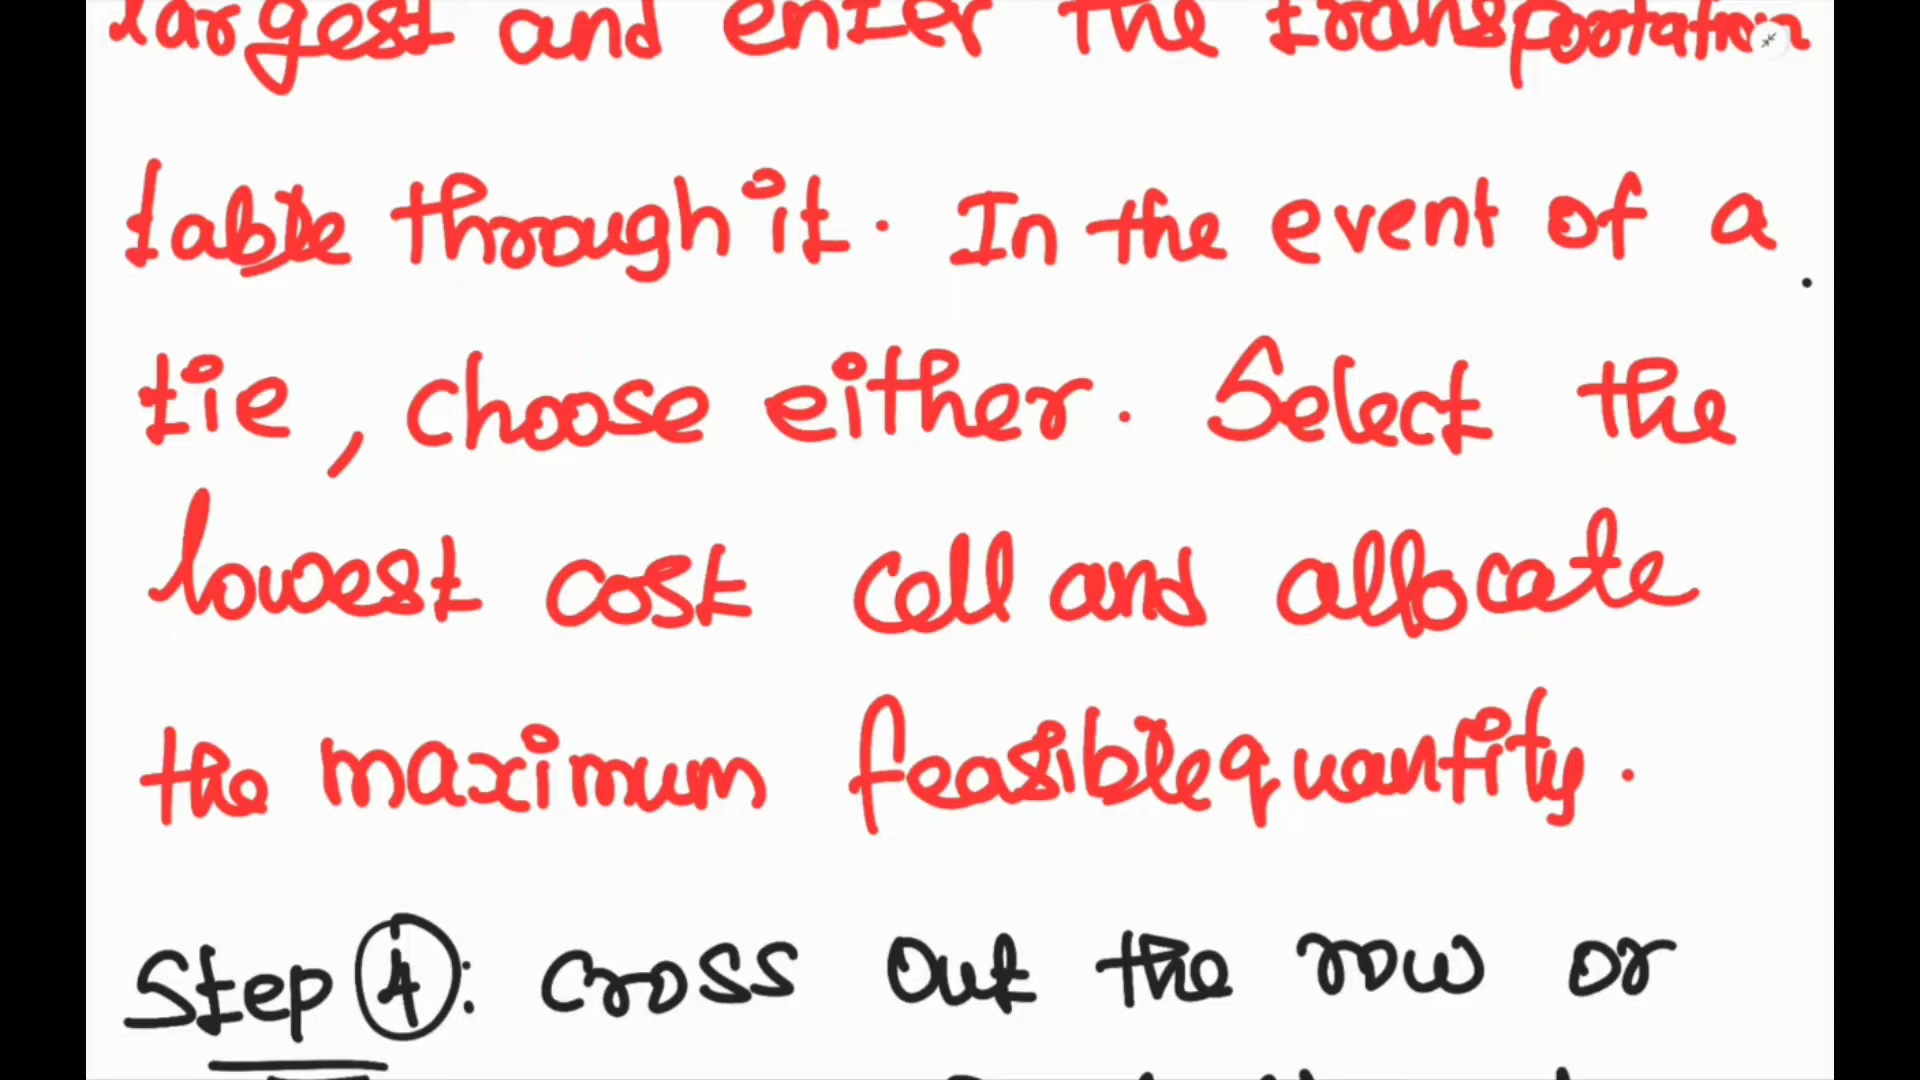 largest and enter the transportation
table through it. In the event of a
tie, choose either. Select the
lowest cost cell and allocate
the maximum feasible quantity.
Step 4: Cross out the row or